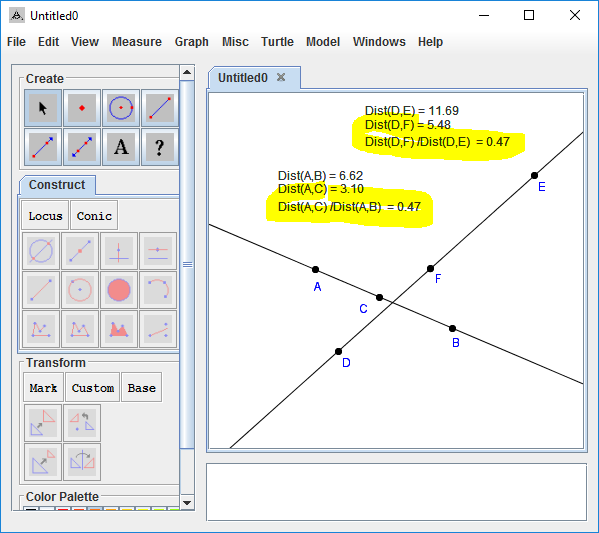 Untitled0
File Edit View Measure Graph Misc Turtle Model Windows Help
Create
A ?
Construct
Locus Conic
Transform
Mark Custom Base
Color Palette
Untitled0
Dist(D,E) = 11.69
Dist(D,F) = 5.48
Dist(D,F) /Dist(D,E) = 0.47
Dist(A,B) = 6.62
Dist(A,C) = 3.10
Dist(A,C) /Dist(A,B) = 0.47
E
F
A
C
B
D